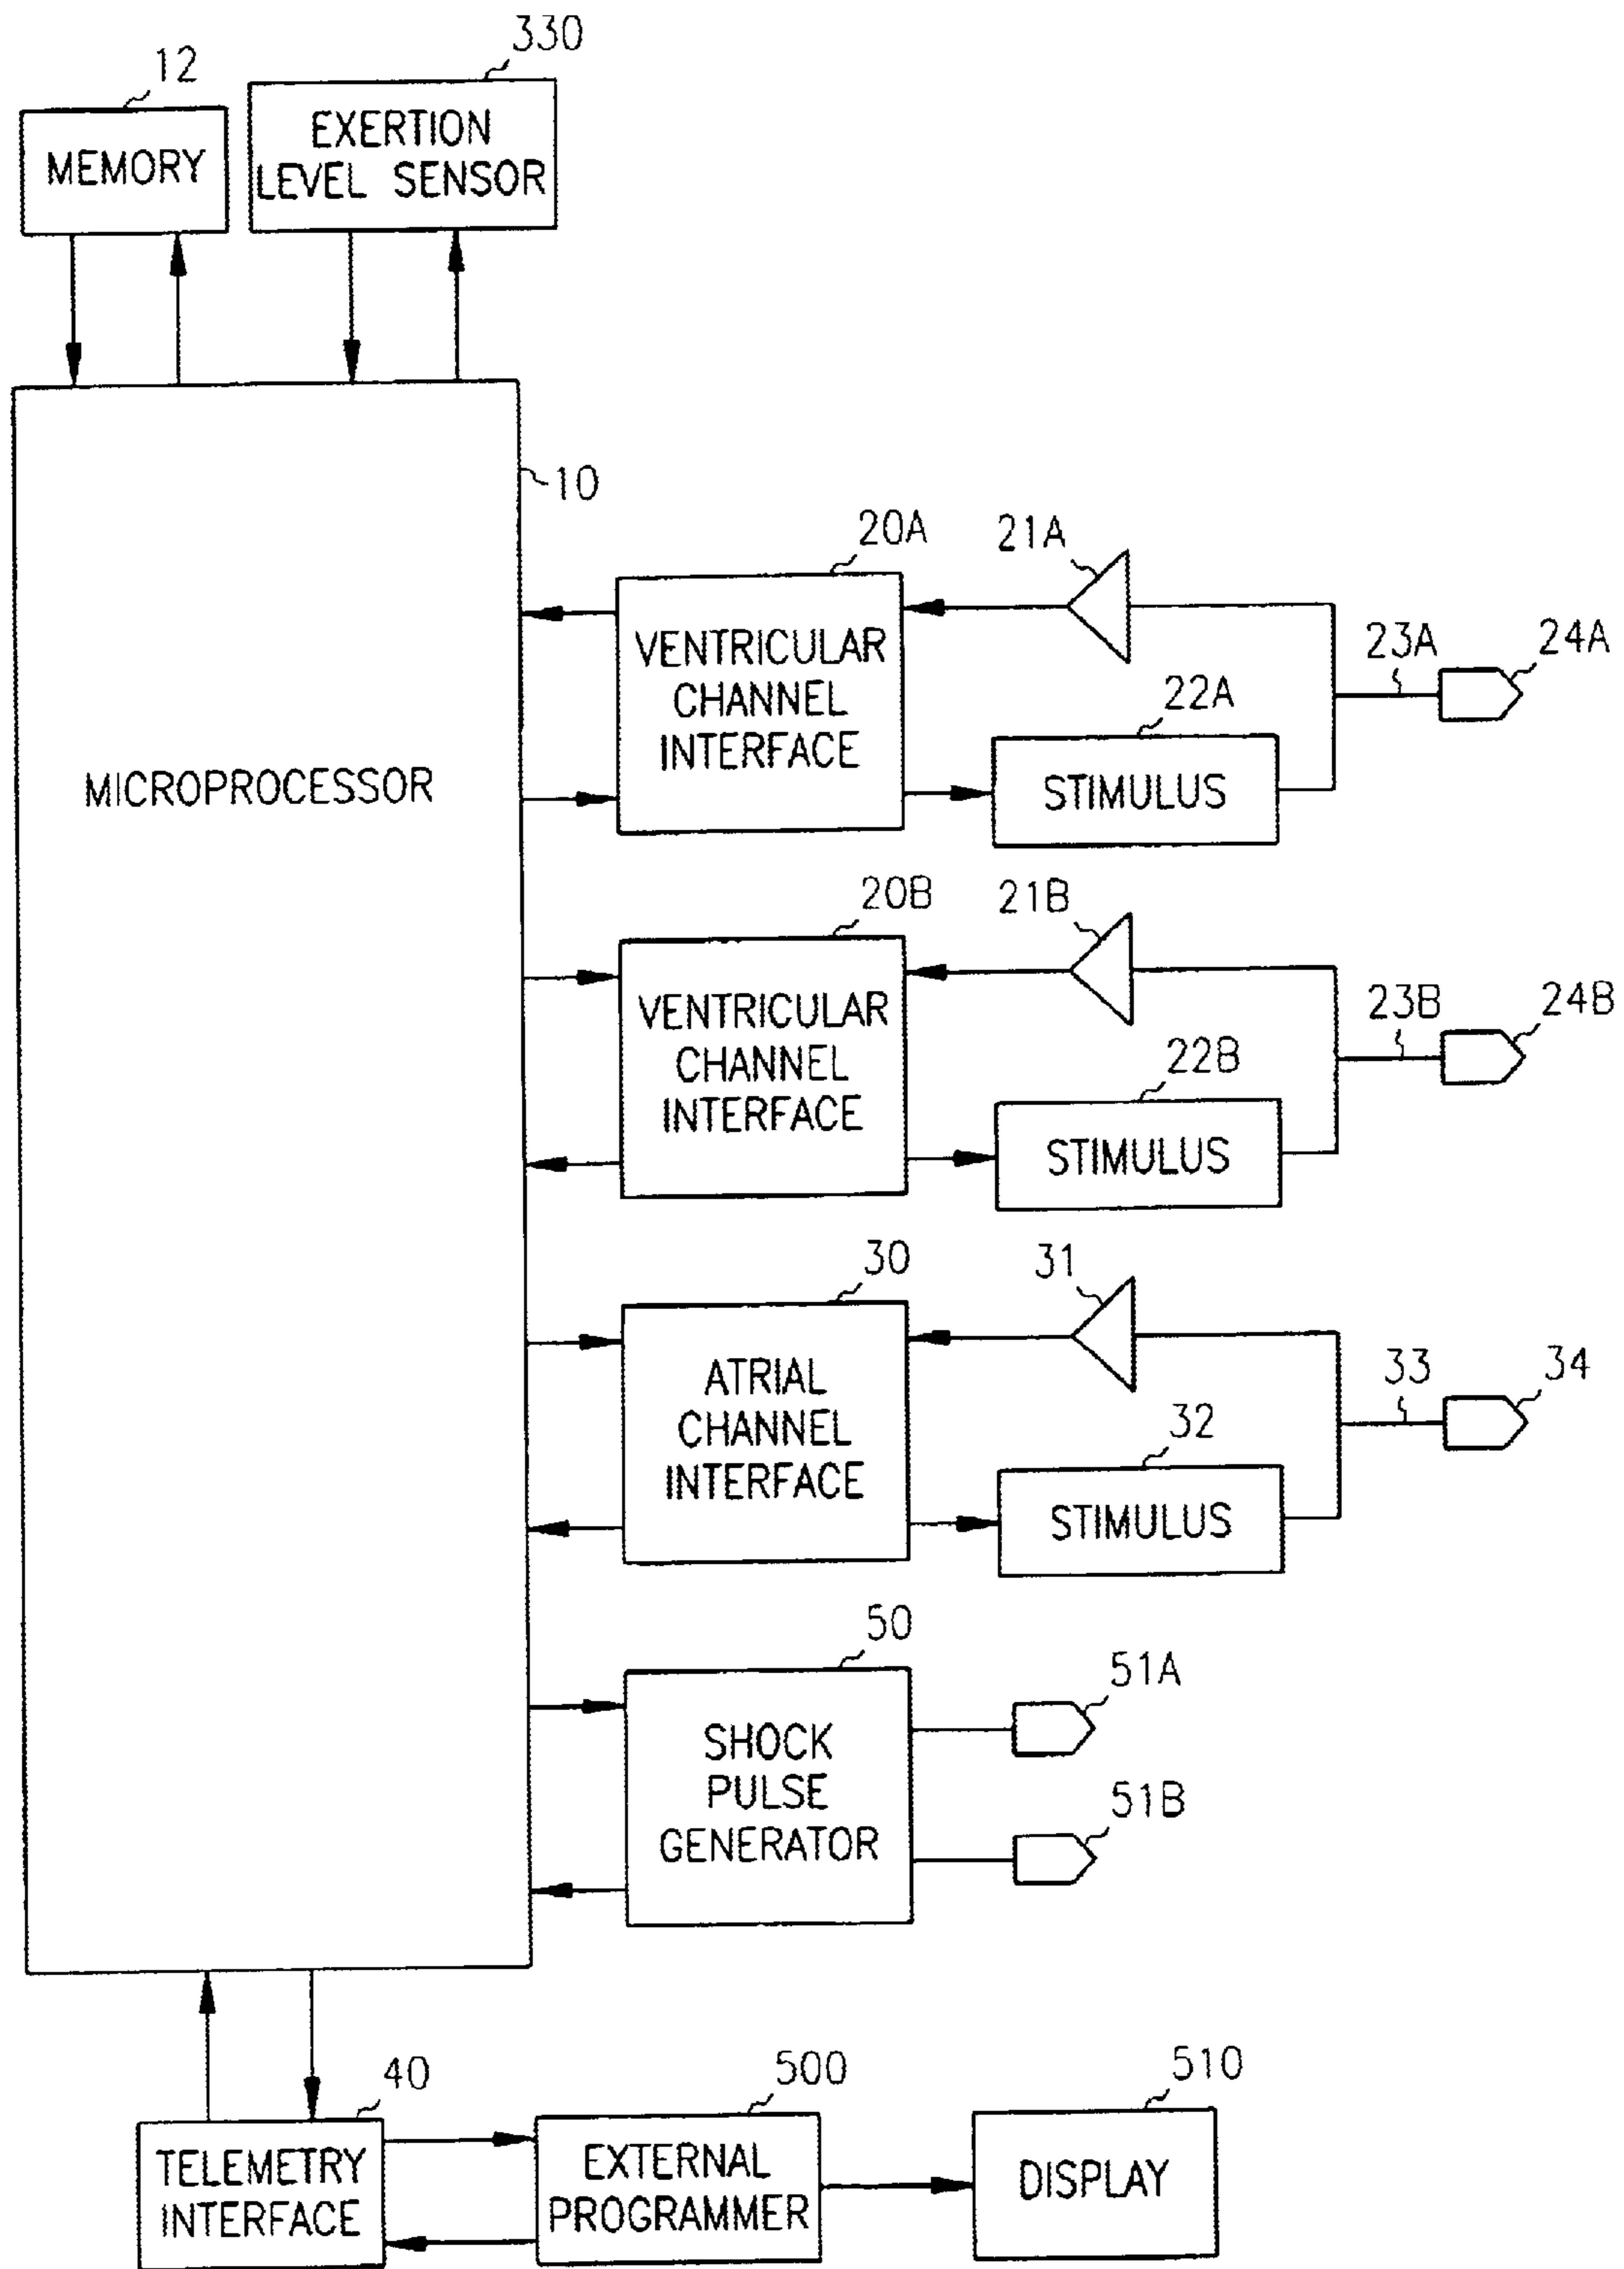 330
12
EXERTION
LEVEL SENSOR
MEMORY
10
MICROPROCESSOR
20A
21A
VENTRICULAR
CHANNEL
INTERFACE
23A
24A
22A
STIMULUS
20B
21B
VENTRICULAR
CHANNEL
INTERFACE
23B
24B
22B
STIMULUS
30
31
ATRIAL
CHANNEL
INTERFACE
33
34
32
STIMULUS
50
SHOCK
PULSE
GENERATOR
51A
51B
40
TELEMETRY
INTERFACE
500
EXTERNAL
PROGRAMMER
510
DISPLAY